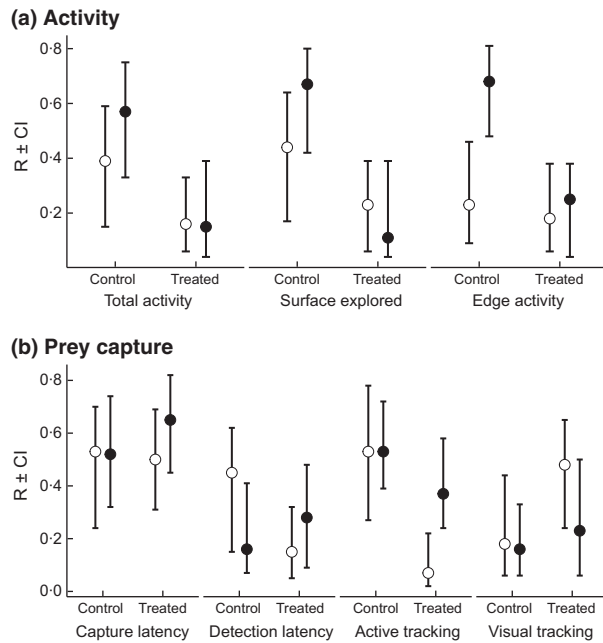 (a) Activity
0·8
0·6
0·4
0·2
R ± CI
Control Treated Control Treated Control Treated
Total activity Surface explored Edge activity
(b) Prey capture
0·8
0·6
0·4
0·2
0·0
R ± CI
Control Treated Control Treated Control Treated Control Treated
Capture latency Detection latency Active tracking Visual tracking